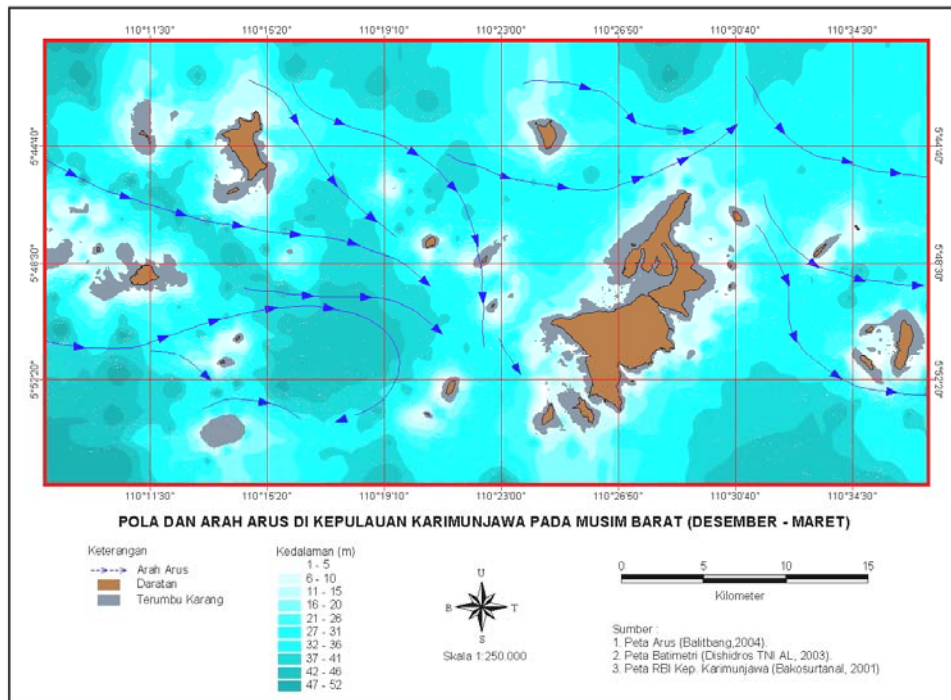 110°11'30" 110°15'20" 110°19'10" 110°23'00" 110°26'50" 110°30'40" 110°34'30"
5°44'40" 5°44'40"
5°48'30" 5°48'30"
5°52'20" 5°52'20"
110°11'30" 110°15'20" 110°19'10" 110°23'00" 110°26'50" 110°30'40" 110°34'30"
POLA DAN ARAH ARUS DI KEPULAUAN KARIMUNJAWA PADA MUSIM BARAT (DESEMBER - MARET)
Keterangan
Arah Arus
Daratan
Terumbu Karang
Kedalaman (m)
1 - 5
6 - 10
11 - 15
16 - 20
21 - 26
27 - 31
32 - 36
37 - 41
42 - 46
47 - 52
U
B T
S
Skala 1:250.000
0 5 10 15
Kilometer
Sumber :
1. Peta Arus (Balitbang,2004).
2. Peta Batimetri (Dishidros TNI AL, 2003).
3. Peta RBI Kep. Karimunjawa (Bakosurtanal, 2001)